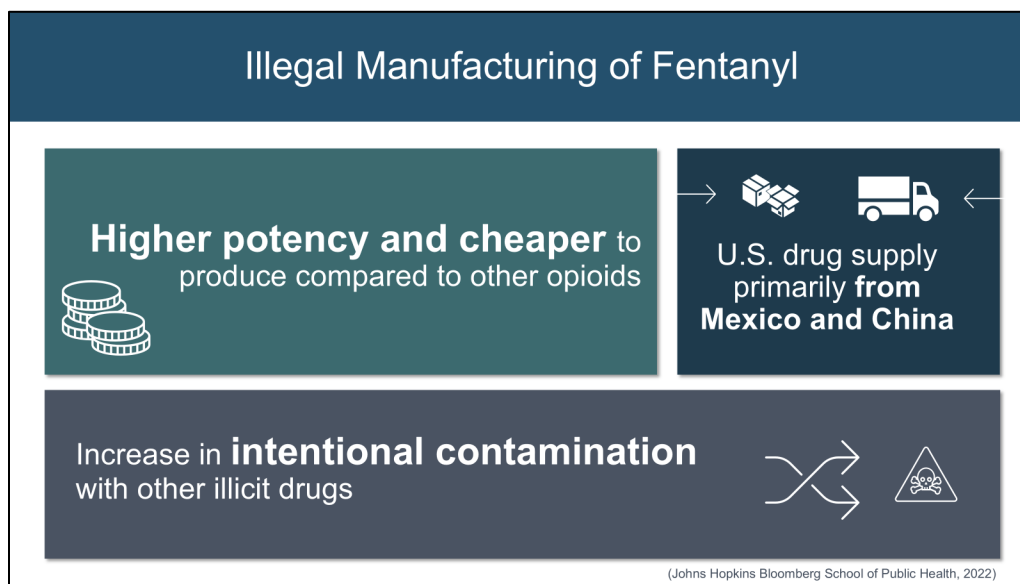 Illegal Manufacturing of Fentanyl
Higher potency and cheaper to
produce compared to other opioids
U.S. drug supply
primarily from
Mexico and China
Increase in intentional contamination
with other illicit drugs
(Johns Hopkins Bloomberg School of Public Health, 2022)